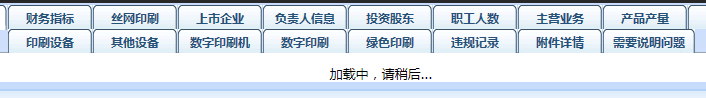 财务指标 丝网印刷 上市企业 负责人信息 投资股东 职工人数 主营业务 产品产量
印刷设备 其他设备 数字印刷机 数字印刷 绿色印刷 违规记录 附件详情 需要说明问题
加载中，请稍后...